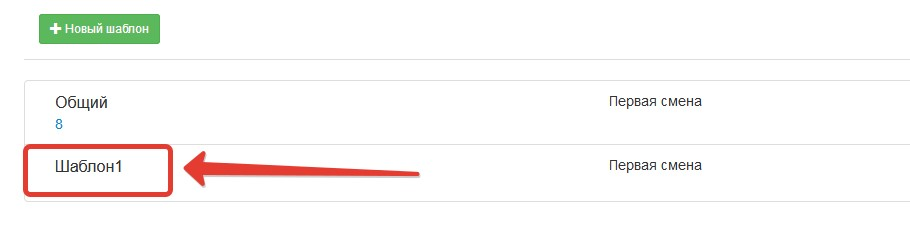 Новый шаблон
Общий
Первая смена
8
Шаблон1
Первая смена